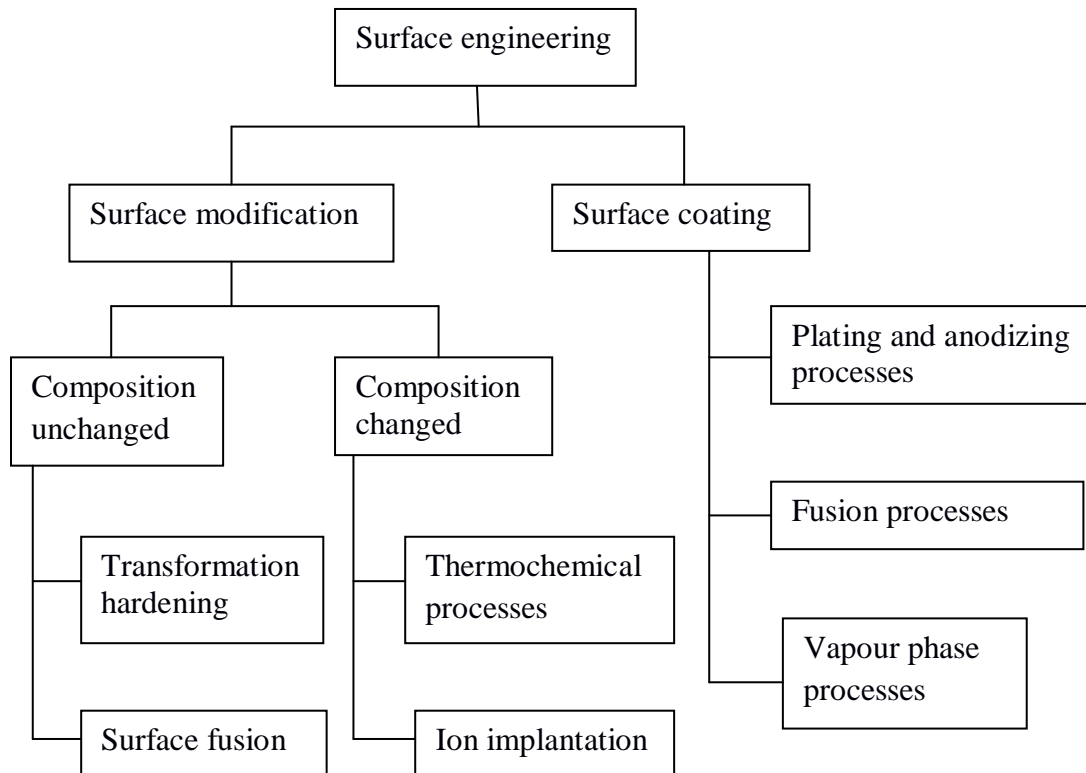 Surface engineering
Surface modification
Surface coating
Composition
unchanged
Composition
changed
Plating and anodizing
processes
Fusion processes
Vapour phase
processes
Transformation
hardening
Thermochemical
processes
Surface fusion
Ion implantation